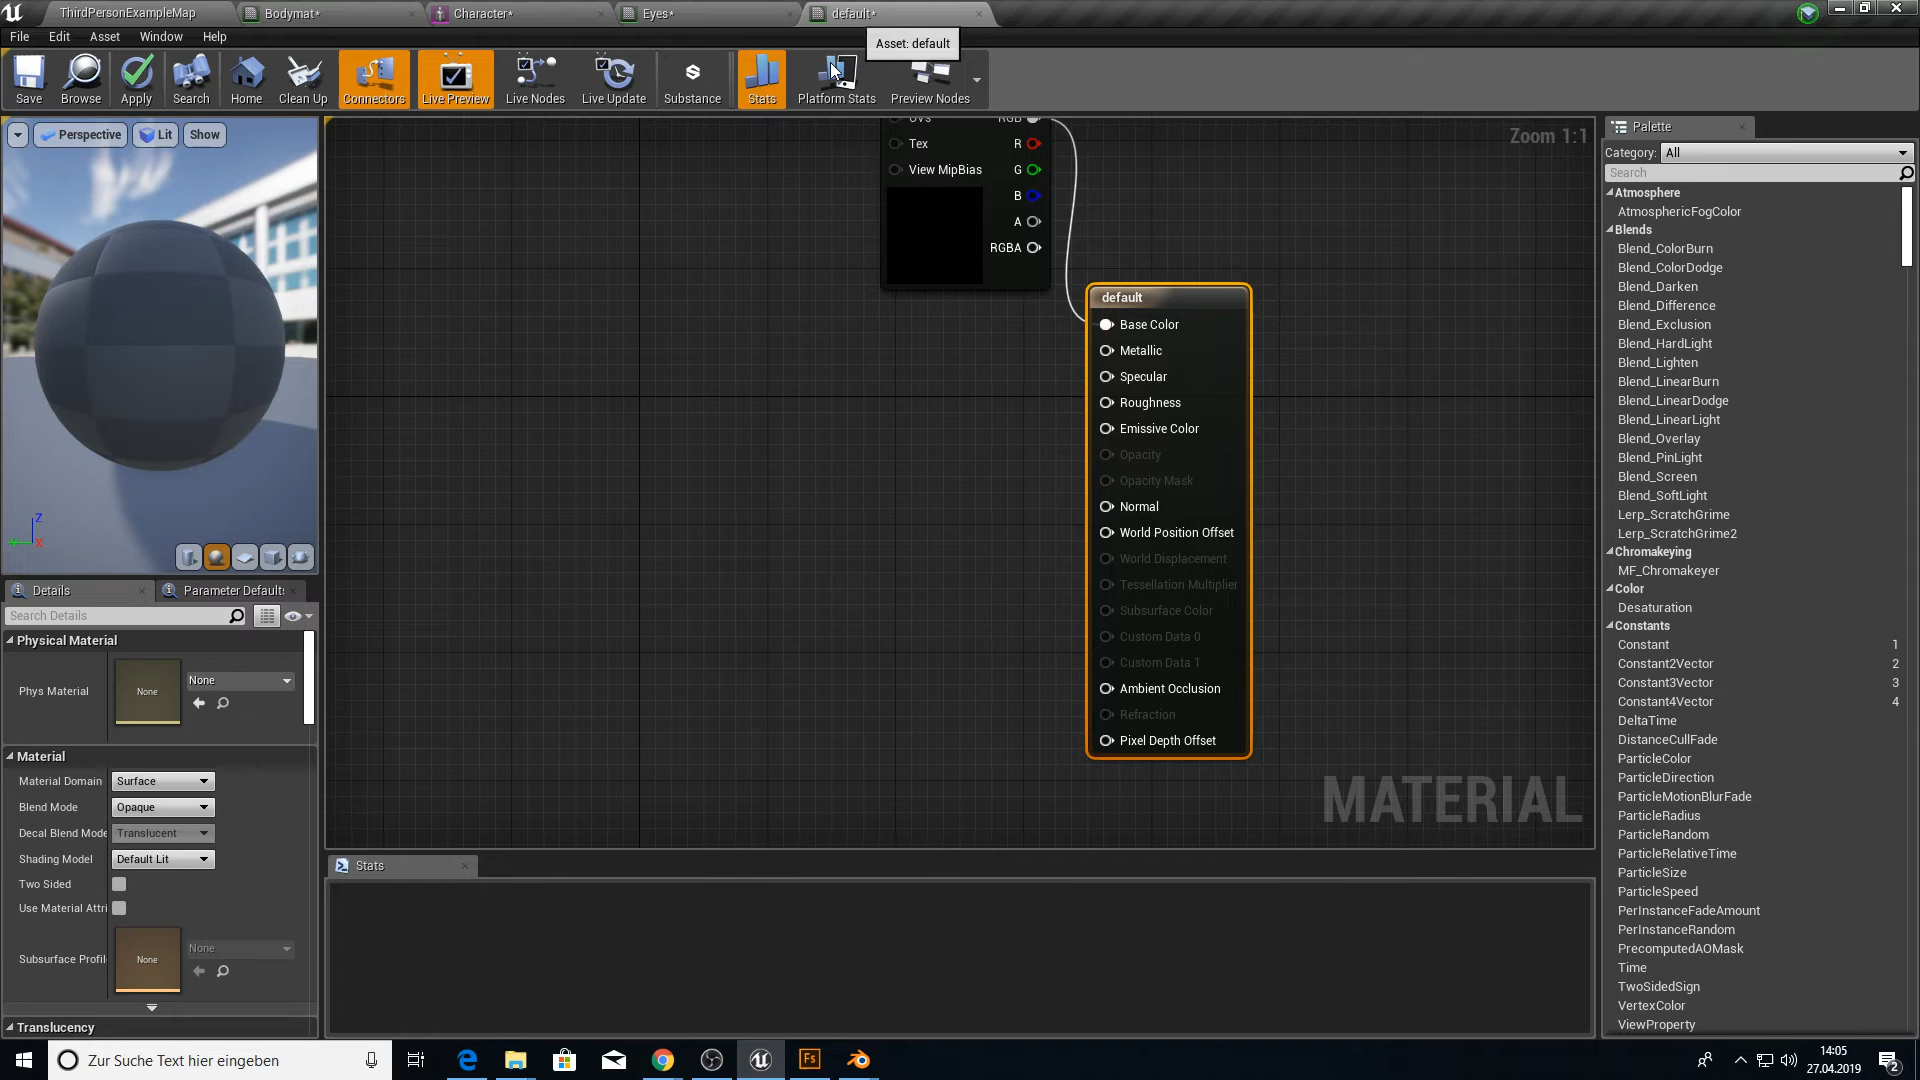 ThirdPersonExampleMap
Bodymat*
Character*
Eyes*
default*
File
Edit
Asset
Window
Help
Asset: default
Save
Browse
Apply
Search
Home
Clean Up
Connectors
Live Preview
Live Nodes
Live Update
Substance
Stats
Platform Stats
Preview Nodes
Perspective
Lit
Show
Z
X
UVs
RGB
Tex
R
View MipBias
G
B
A
RGBA
Zoom 1:1
default
Base Color
Metallic
Specular
Roughness
Emissive Color
Opacity
Opacity Mask
Normal
World Position Offset
World Displacement
Tessellation Multiplier
Subsurface Color
Custom Data 0
Custom Data 1
Ambient Occlusion
Refraction
Pixel Depth Offset
MATERIAL
Details
Parameter Defaults
Search Details
Physical Material
Phys Material
None
None
Material
Material Domain
Surface
Blend Mode
Opaque
Decal Blend Mode
Translucent
Shading Model
Default Lit
Two Sided
Use Material Attri
Subsurface Profil
None
None
Translucency
Stats
Palette
Category:
All
Search
Atmosphere
AtmosphericFogColor
Blends
Blend_ColorBurn
Blend_ColorDodge
Blend_Darken
Blend_Difference
Blend_Exclusion
Blend_HardLight
Blend_Lighten
Blend_LinearBurn
Blend_LinearDodge
Blend_LinearLight
Blend_Overlay
Blend_PinLight
Blend_Screen
Blend_SoftLight
Lerp_ScratchGrime
Lerp_ScratchGrime2
Chromakeying
MF_Chromakeyer
Color
Desaturation
Constants
Constant 1
Constant2Vector 2
Constant3Vector 3
Constant4Vector 4
DeltaTime
DistanceCullFade
ParticleColor
ParticleDirection
ParticleMotionBlurFade
ParticleRadius
ParticleRandom
ParticleRelativeTime
ParticleSize
ParticleSpeed
PerInstanceFadeAmount
PerInstanceRandom
PrecomputedAOMask
Time
TwoSidedSign
VertexColor
ViewProperty
Zur Suche Text hier eingeben
Fs
14:05
27.04.2019
2